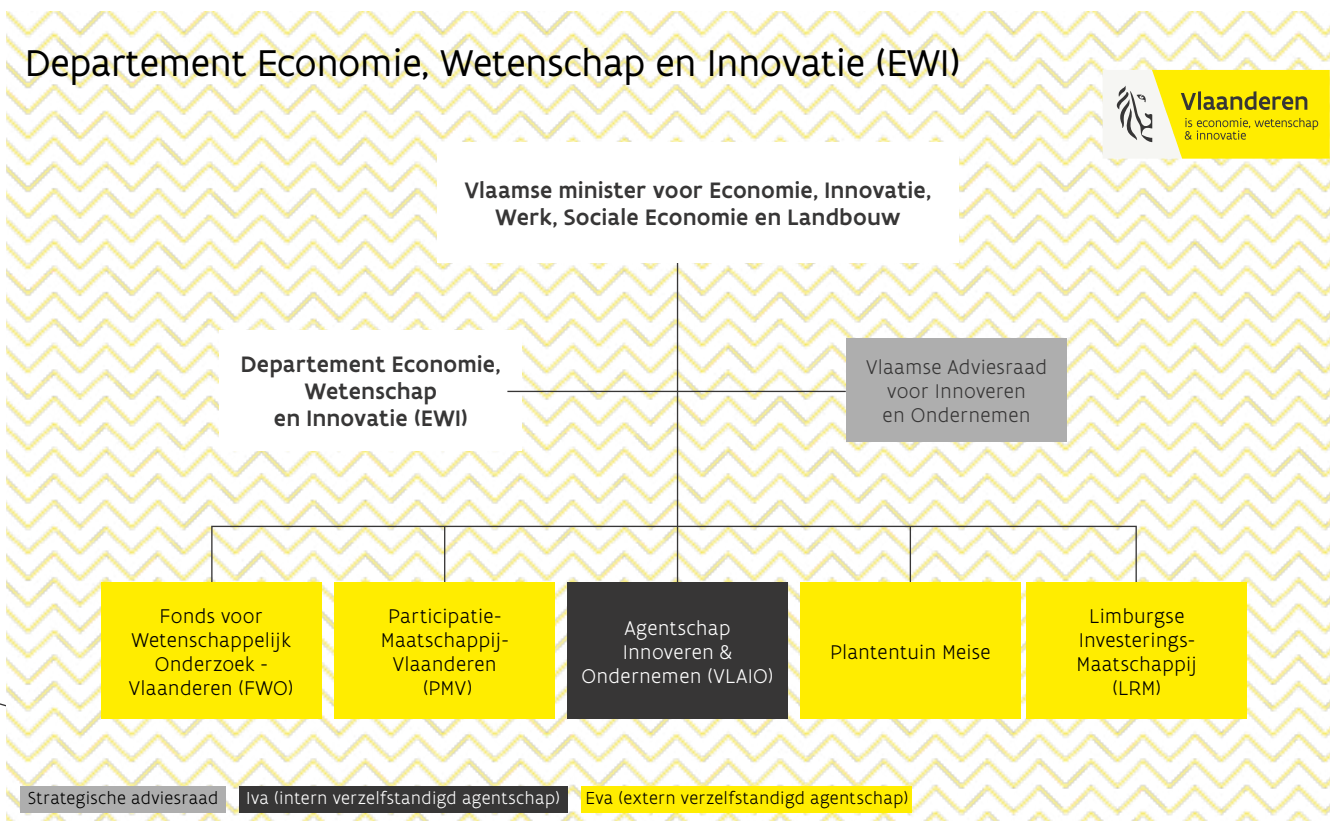 Departement Economie, Wetenschap en Innovatie (EWI)
Vlaanderen
is economie, wetenschap
& innovatie
Vlaamse minister voor Economie, Innovatie,
Werk, Sociale Economie en Landbouw
Departement Economie,
Wetenschap
en Innovatie (EWI)
Vlaamse Adviesraad
voor Innoveren
en Ondernemen
Fonds voor
Wetenschappelijk
Onderzoek -
Vlaanderen (FWO)
Participatie-
Maatschappij-
Vlaanderen
(PMV)
Agentschap
Innoveren &
Ondernemen (VLAIO)
Plantentuin Meise
Limburgse
Investerings-
Maatschappij
(LRM)
Strategische adviesraad
Iva (intern verzelfstandigd agentschap)
Eva (extern verzelfstandigd agentschap)